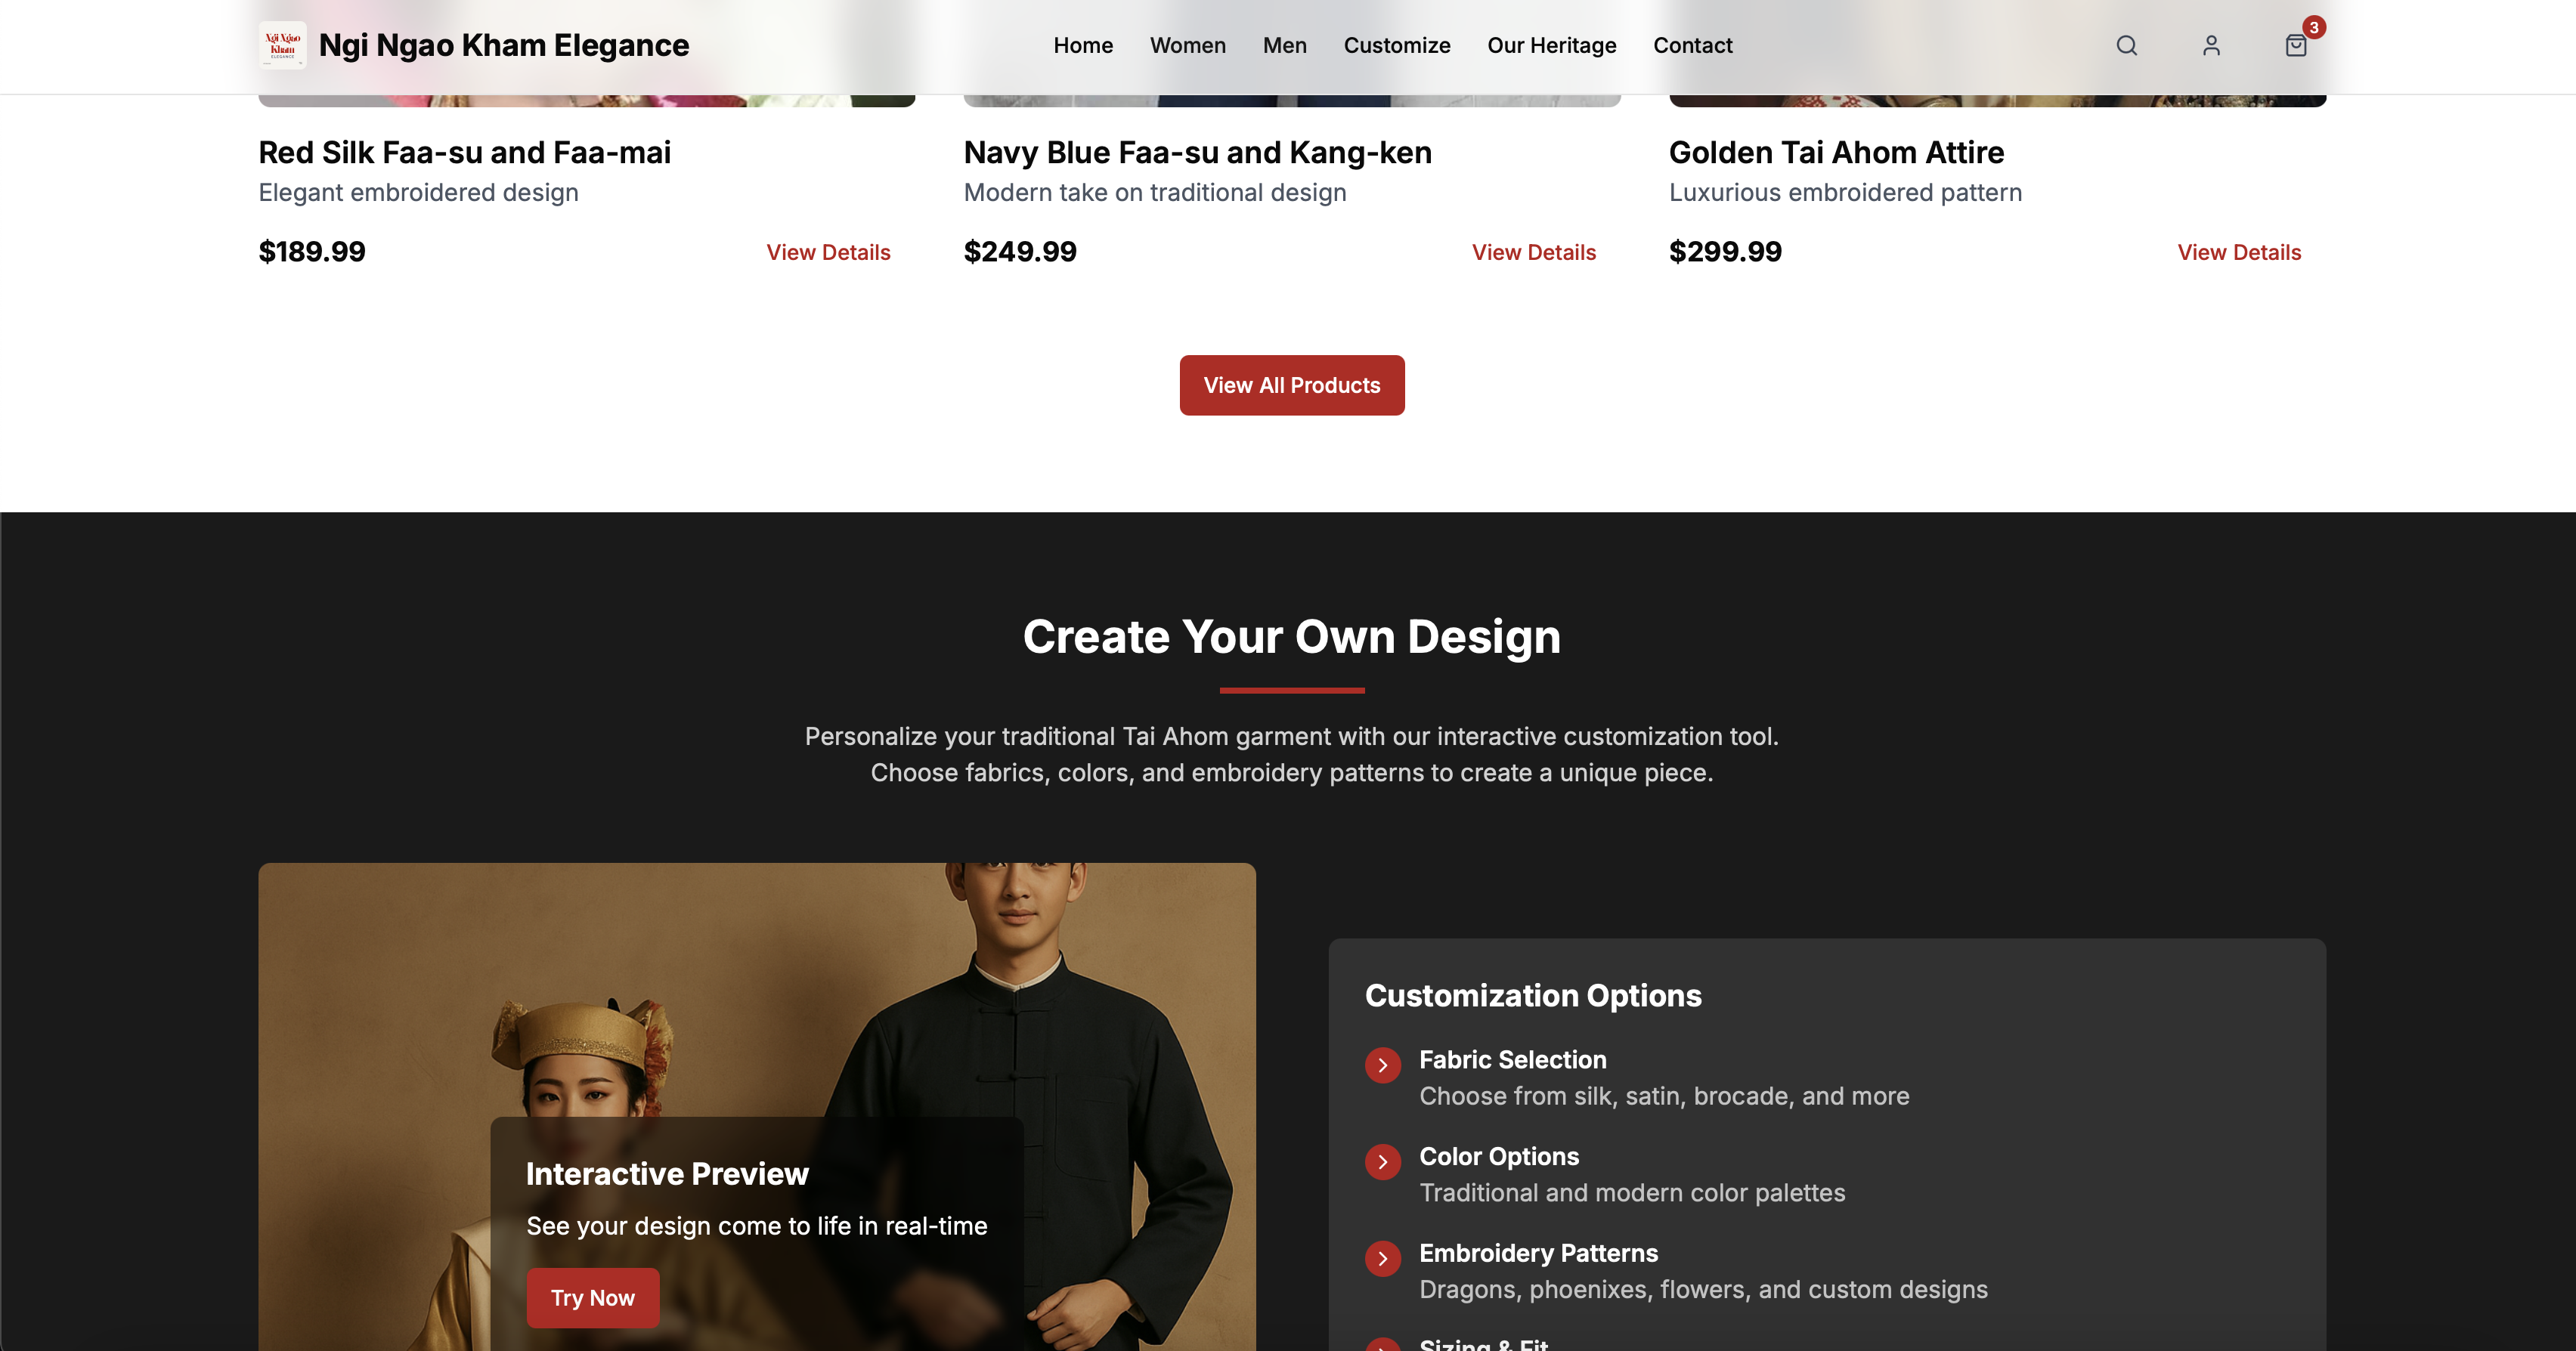 Ngi Ngao
Kham
ELEGANCE
Ngi Ngao Kham Elegance
Home
Women
Men
Customize
Our Heritage
Contact
3
Red Silk Faa-su and Faa-mai
Elegant embroidered design
$189.99
View Details
Navy Blue Faa-su and Kang-ken
Modern take on traditional design
$249.99
View Details
Golden Tai Ahom Attire
Luxurious embroidered pattern
$299.99
View Details
View All Products
Create Your Own Design
Personalize your traditional Tai Ahom garment with our interactive customization tool.
Choose fabrics, colors, and embroidery patterns to create a unique piece.
Interactive Preview
See your design come to life in real-time
Try Now
Customization Options
Fabric Selection
Choose from silk, satin, brocade, and more
Color Options
Traditional and modern color palettes
Embroidery Patterns
Dragons, phoenixes, flowers, and custom designs
Sizing & Fit